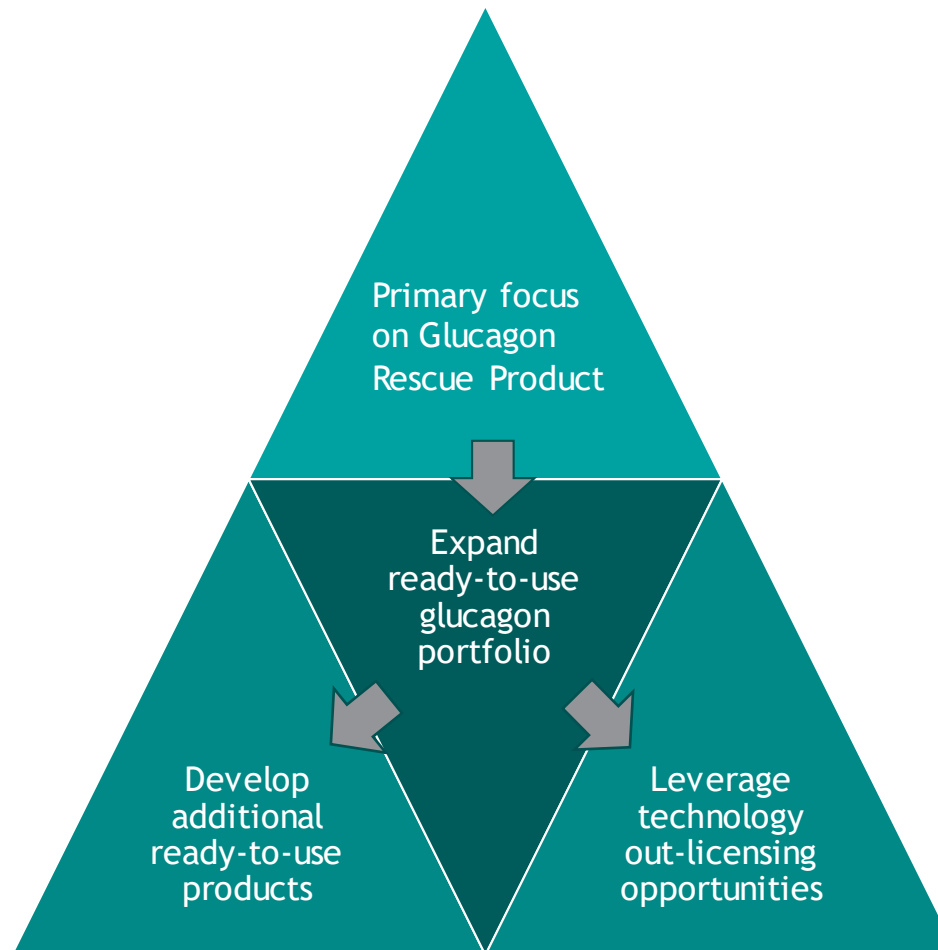 Primary focus
on Glucagon
Rescue Product
Expand
ready-to-use
glucagon
portfolio
Develop
additional
ready-to-use
products
Leverage
technology
out-licensing
opportunities